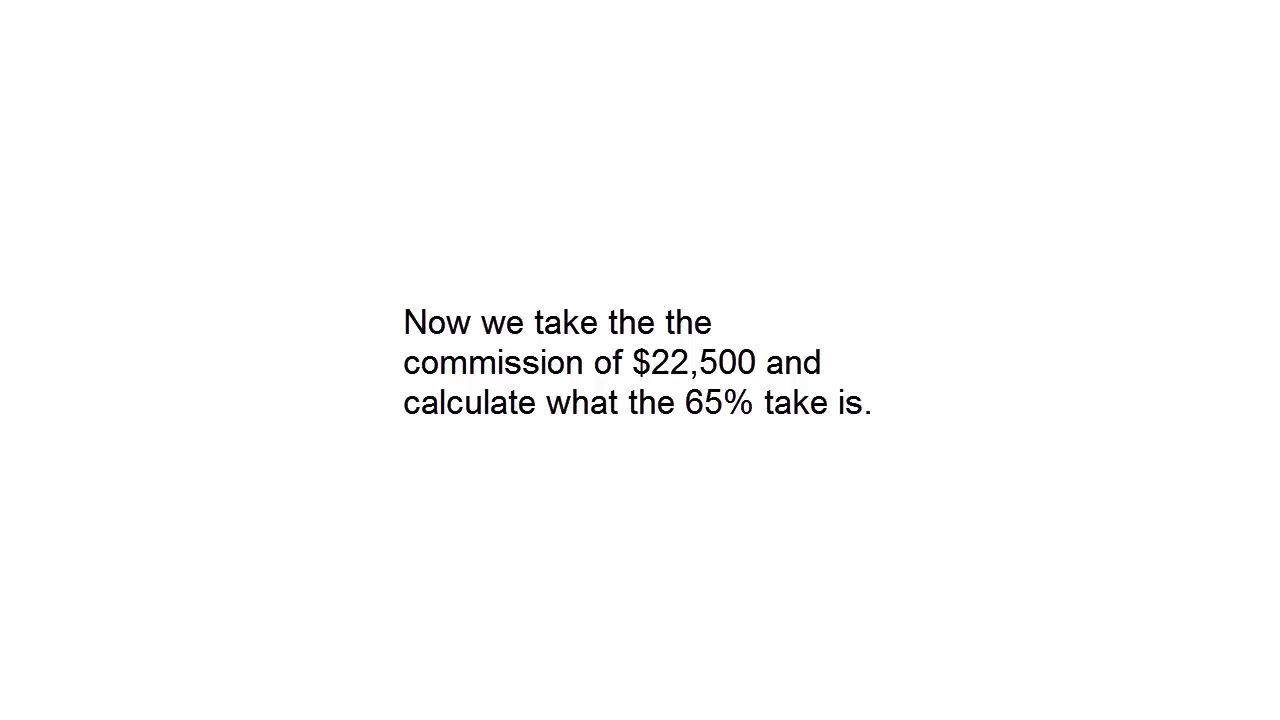 Now we take the the
commission of $22,500 and
calculate what the 65% take is.